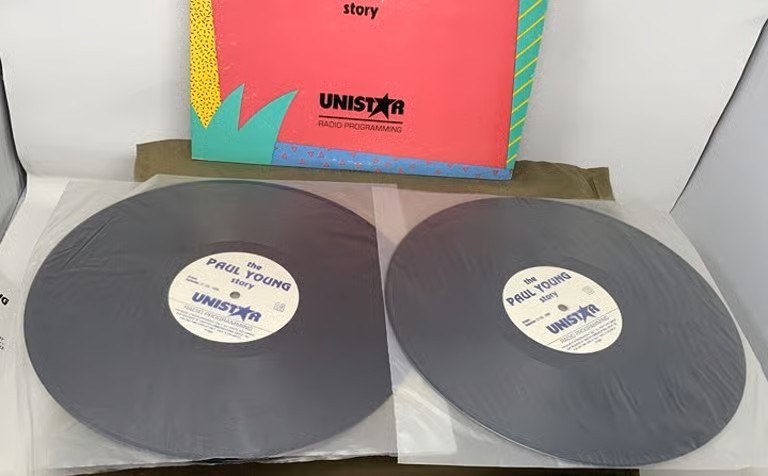 story
UNISTAR
RADIO PROGRAMMING
the
PAUL YOUNG
story
UNISTAR
RADIO PROGRAMMING
the
PAUL YOUNG
story
UNISTAR
RADIO PROGRAMMING